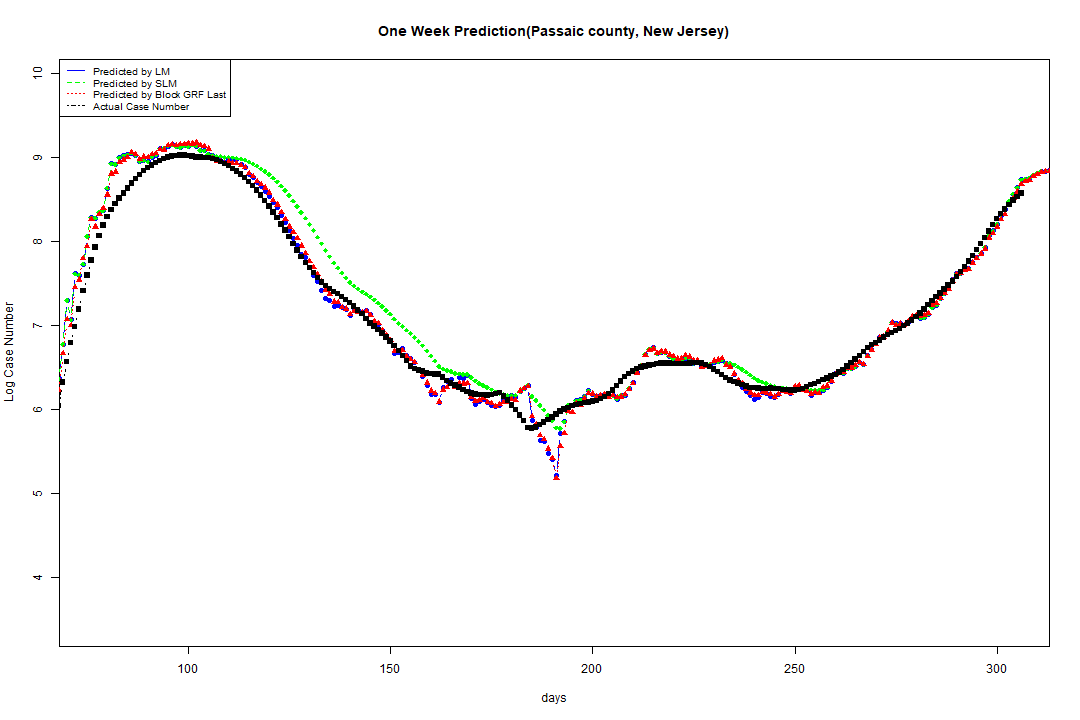 One Week Prediction(Passaic county, New Jersey)
Predicted by LM
Predicted by SLM
Predicted by Block GRF Last
Actual Case Number
Log Case Number
10
9
8
7
6
5
4
100 150 200 250 300
days